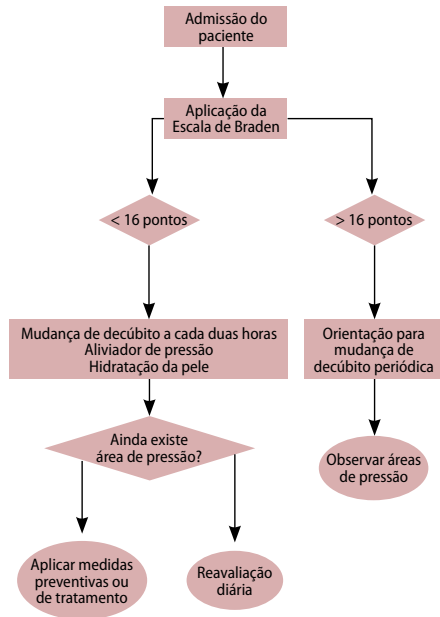 Admissão do
paciente
Aplicação da
Escala de Braden
< 16 pontos
> 16 pontos
Mudança de decúbito a cada duas horas
Aliviador de pressão
Hidratação da pele
Orientação para
mudança de
decúbito periódica
Ainda existe
área de pressão?
Observar áreas
de pressão
Aplicar medidas
preventivas ou
de tratamento
Reavaliação
diária